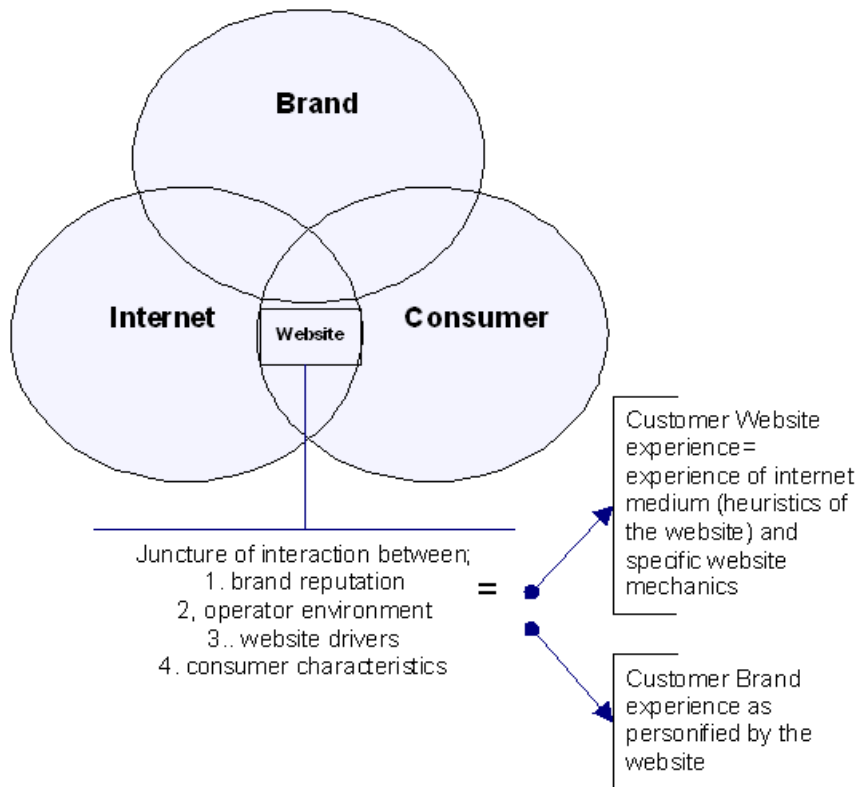 Brand
Internet
Consumer
Website
Juncture of interaction between;
1. brand reputation
2, operator environment
3.. website drivers
4. consumer characteristics
=
Customer Website
experience=
experience of internet
medium (heuristics of
the website) and
specific website
mechanics
Customer Brand
experience as
personified by the
website